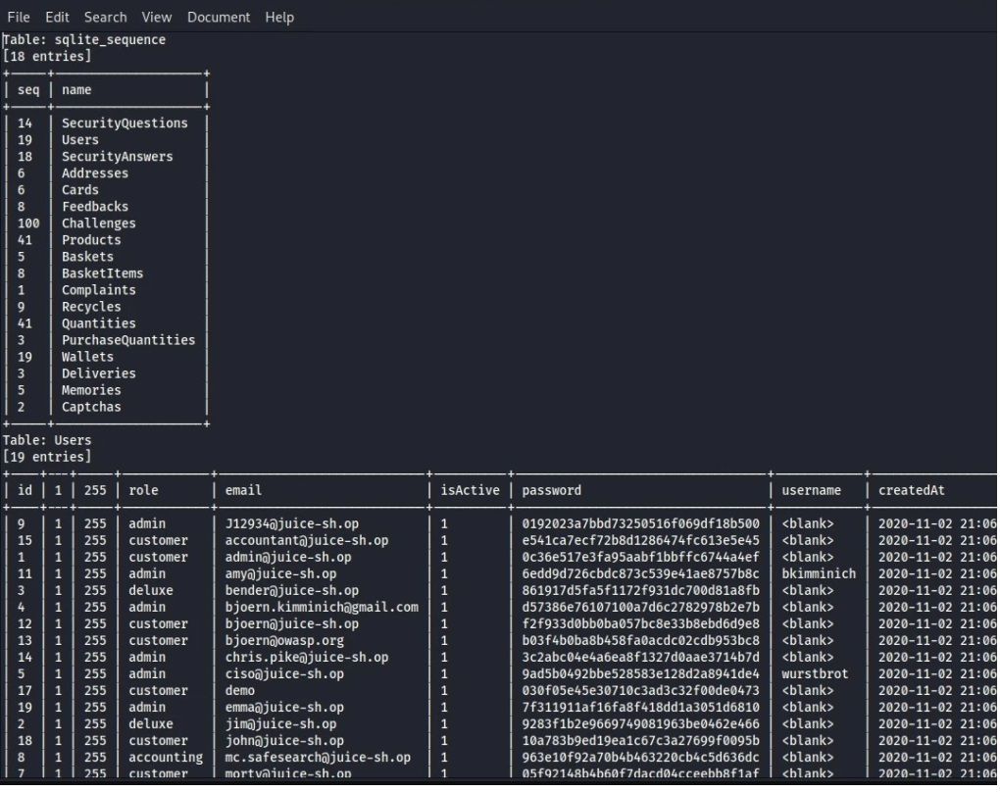 File Edit Search View Document Help
Table: sqlite_sequence
[18 entries]
| seq | name |
| 14 | SecurityQuestions |
| 19 | Users |
| 18 | SecurityAnswers |
| 6 | Addresses |
| 6 | Cards |
| 8 | Feedbacks |
| 100 | Challenges |
| 41 | Products |
| 5 | Baskets |
| 8 | BasketItems |
| 1 | Complaints |
| 9 | Recycles |
| 41 | Quantities |
| 3 | PurchaseQuantities |
| 19 | Wallets |
| 3 | Deliveries |
| 5 | Memories |
| 2 | Captchas |
Table: Users
[19 entries]
| id | 1 | 255 | role | email | isActive | password | username | createdAt
| 9 | 1 | 255 | admin | J12934@juice-sh.op | 1 | 0192023a7bbd73250516f069df18b500 | <blank> | 2020-11-02 21:06
| 15 | 1 | 255 | customer | accountant@juice-sh.op | 1 | e541ca7ecf72b8d1286474fc613e5e45 | <blank> | 2020-11-02 21:06
| 1 | 1 | 255 | customer | admin@juice-sh.op | 1 | 0c36e517e3fa95aabf1bbffc6744a4ef | <blank> | 2020-11-02 21:06
| 11 | 1 | 255 | admin | amy@juice-sh.op | 1 | 6edd9d726cbdc873c539e41ae8757b8c | bkimminich | 2020-11-02 21:06
| 3 | 1 | 255 | deluxe | bender@juice-sh.op | 1 | 861917d5fa5f1172f931dc700d81a8fb | <blank> | 2020-11-02 21:06
| 4 | 1 | 255 | admin | bjoern.kimminich@gmail.com | 1 | d57386e76107100a7d6c2782978b2e7b | <blank> | 2020-11-02 21:06
| 12 | 1 | 255 | customer | bjoern@juice-sh.op | 1 | f2f933d0bb0ba057bc8e33b8ebd6d9e8 | <blank> | 2020-11-02 21:06
| 13 | 1 | 255 | customer | bjoern@owasp.org | 1 | b03f4b0ba8b458fa0acdc02cdb953bc8 | <blank> | 2020-11-02 21:06
| 14 | 1 | 255 | admin | chris.pike@juice-sh.op | 1 | 3c2abc04e4a6ea8f1327d0aae3714b7d | <blank> | 2020-11-02 21:06
| 5 | 1 | 255 | admin | ciso@juice-sh.op | 1 | 9ad5b0492bbe528583e128d2a8941de4 | wurstbrot | 2020-11-02 21:06
| 17 | 1 | 255 | customer | demo | 1 | 030f05e45e30710c3ad3c32f00de0473 | <blank> | 2020-11-02 21:06
| 19 | 1 | 255 | admin | emma@juice-sh.op | 1 | 7f311911af16fa8f418dd1a3051d6810 | <blank> | 2020-11-02 21:06
| 2 | 1 | 255 | deluxe | jim@juice-sh.op | 1 | 9283f1b2e9669749081963be0462e466 | <blank> | 2020-11-02 21:06
| 18 | 1 | 255 | customer | john@juice-sh.op | 1 | 10a783b9ed19ea1c67c3a27699f0095b | <blank> | 2020-11-02 21:06
| 8 | 1 | 255 | accounting | mc.safesearch@juice-sh.op | 1 | 963e10f92a70b4b463220cb4c5d636dc | <blank> | 2020-11-02 21:06
| 7 | 1 | 255 | customer | morty@juice-sh.op | 1 | 05f92148b4b60f7dacd04cceebb8f1af | <blank> | 2020-11-02 21:06